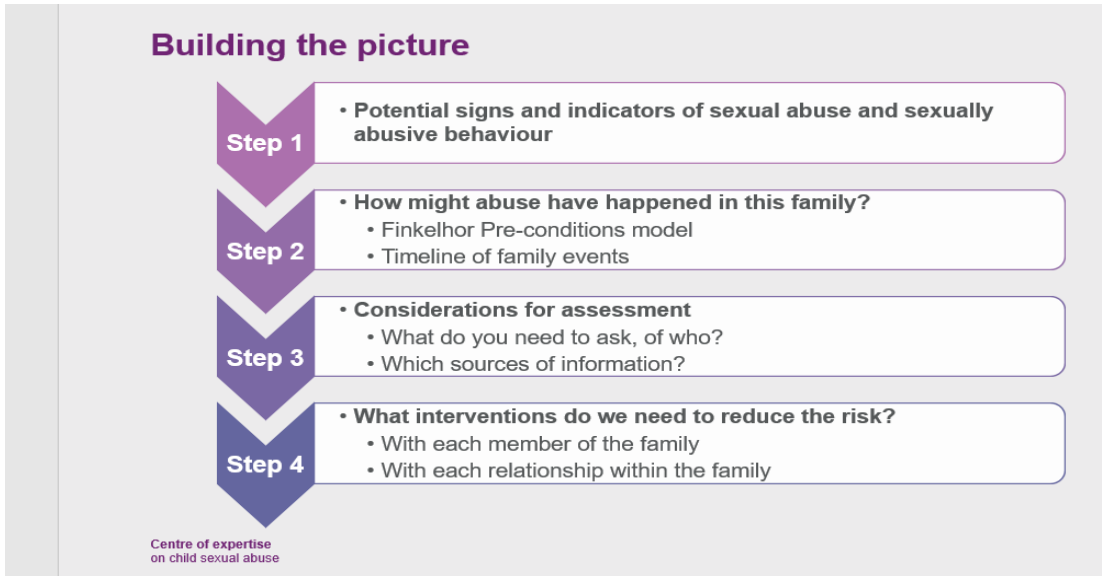 Building the picture
Step 1
• Potential signs and indicators of sexual abuse and sexually
abusive behaviour
Step 2
• How might abuse have happened in this family?
• Finkelhor Pre-conditions model
• Timeline of family events
Step 3
• Considerations for assessment
• What do you need to ask, of who?
• Which sources of information?
Step 4
• What interventions do we need to reduce the risk?
• With each member of the family
• With each relationship within the family
Centre of expertise
on child sexual abuse